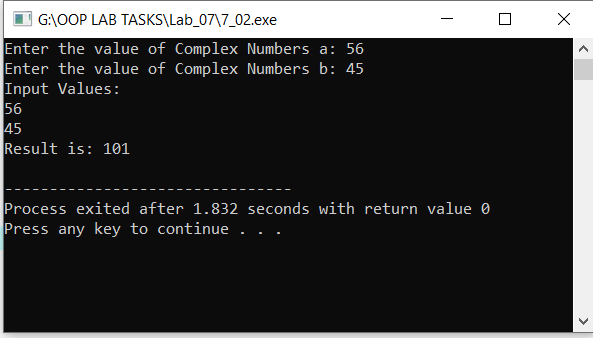 G:\OOP LAB TASKS\Lab_07\7_02.exe
Enter the value of Complex Numbers a: 56
Enter the value of Complex Numbers b: 45
Input Values:
56
45
Result is: 101
--------------------------------
Process exited after 1.832 seconds with return value 0
Press any key to continue . . .